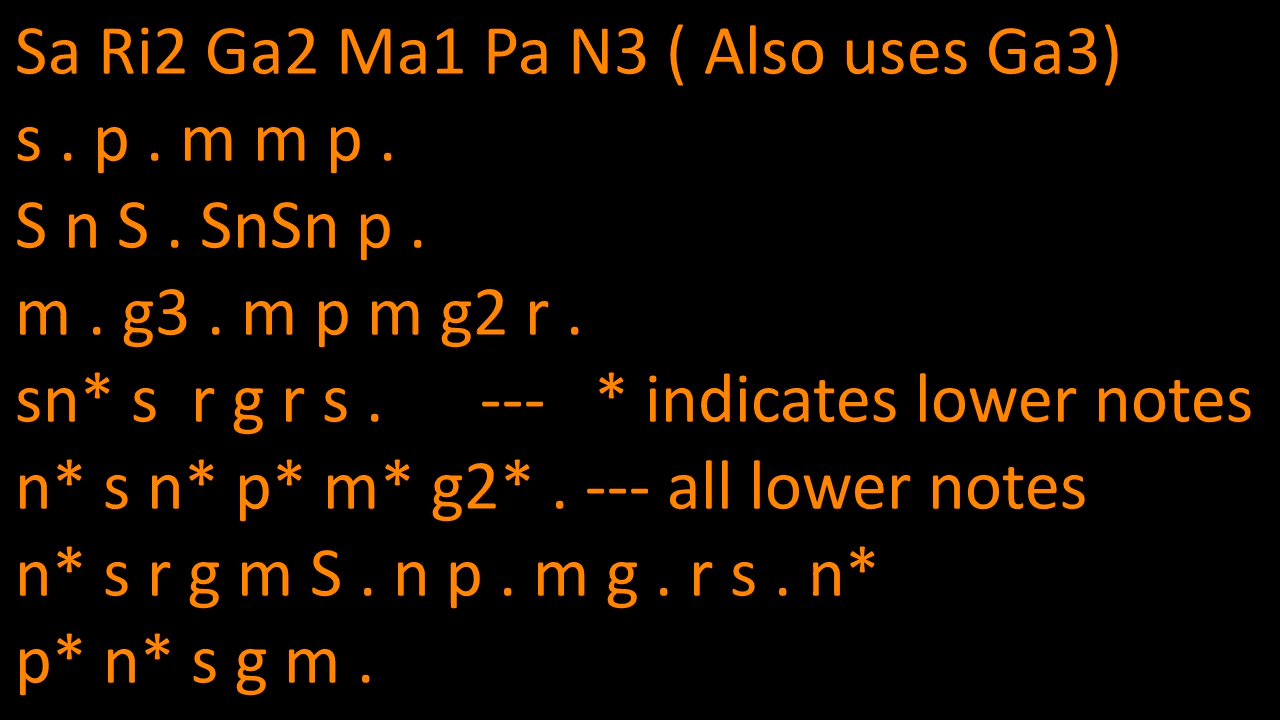 Sa Ri2 Ga2 Ma1 Pa N3 ( Also uses Ga3)
s . p . m m p .
S n S . SnSn p .
m . g3 . m p m g2 r .
sn* s  r g r s .      ---   * indicates lower notes
n* s n* p* m* g2* . --- all lower notes
n* s r g m S . n p . m g . r s . n*
p* n* s g m .